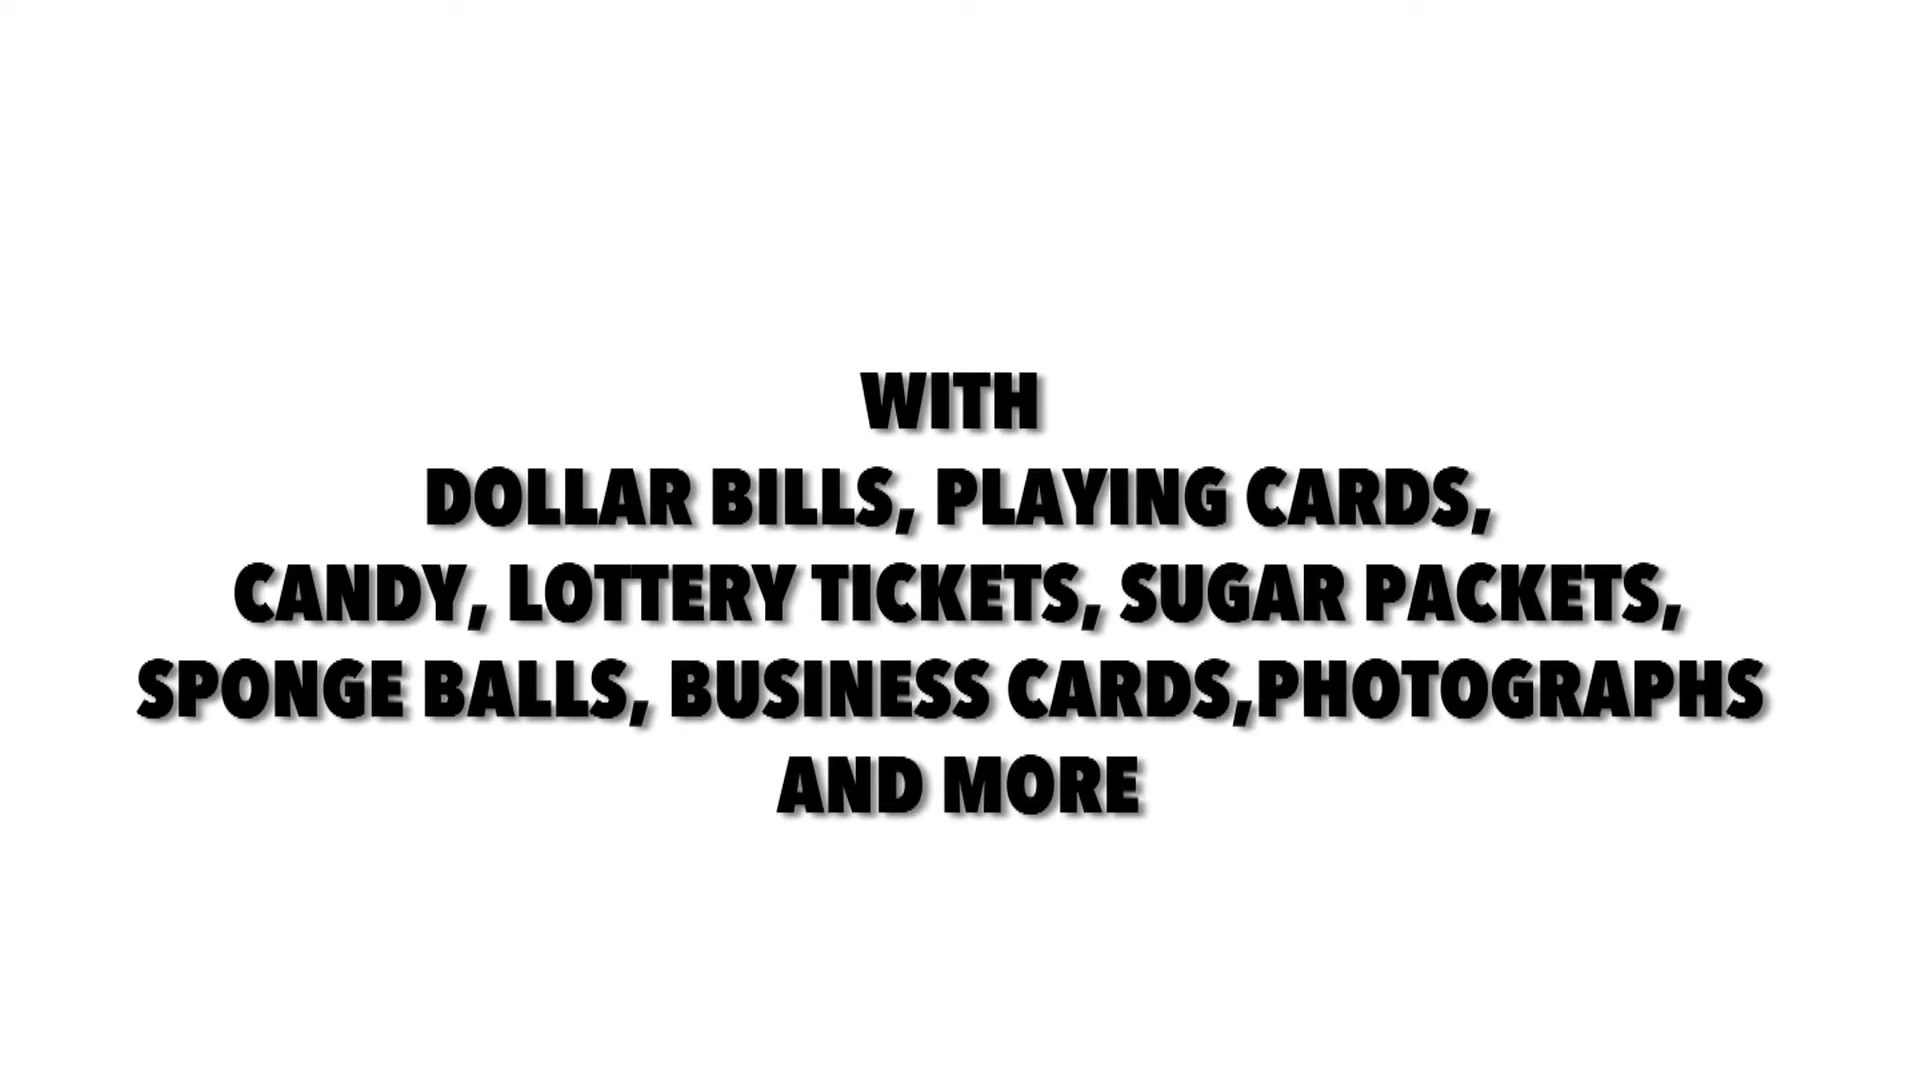 WITH
DOLLAR BILLS, PLAYING CARDS,
CANDY, LOTTERY TICKETS, SUGAR PACKETS,
SPONGE BALLS, BUSINESS CARDS,PHOTOGRAPHS
AND MORE